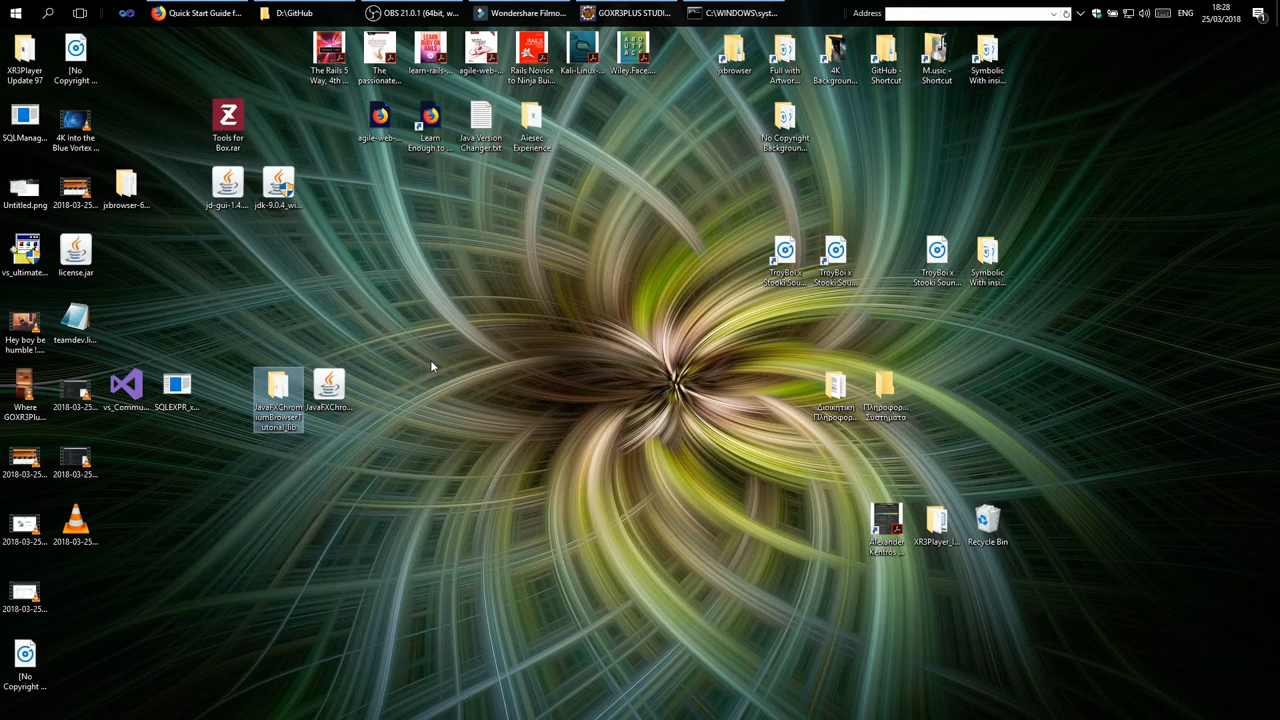 Quick Start Guide f...
D:\GitHub
OBS 21.0.1 (64bit, w...
Wondershare Filmo...
GOXR3PLUS STUDI...
C:\WINDOWS\syst...
Address
ENG
18:28
25/03/2018
1
XR3Player
Update 97
[No
Copyright ...
The Rails 5
Way, 4th ...
The
passionate...
learn-rails-...
agile-web-...
Rails Novice
to Ninja Bui...
Kali-Linux-...
Wiley.Face....
jxbrowser
Full with
Artwor...
4K
Backgroun...
GitHub -
Shortcut
M.usic -
Shortcut
Symbolic
With insi...
SQLManag...
4K Into the
Blue Vortex ...
Tools for
Box.rar
agile-web-...
Learn
Enough to ...
Java Version
Changer.txt
Aiesec
Experience
No Copyright
Backgroun...
Untitled.png
2018-03-25...
jxbrowser-6...
jd-gui-1.4....
jdk-9.0.4_wi...
vs_ultimate...
license.jar
TroyBoi x
Stooki Sou...
TroyBoi x
Stooki Sou...
TroyBoi x
Stooki Soun...
Symbolic
With insi...
Hey boy be
humble !....
teamdev.li...
Where
GOXR3Plu...
2018-03-25...
vs_Commu...
SQLEXPR_x...
JavaFXChro
miumBrowserT
utorial_lib
JavaFXChro...
Διοικητική
Πληροφορ...
Πληροφορ...
Συστήματα
2018-03-25...
2018-03-25...
2018-03-25...
2018-03-25...
Alexander
Kentros ...
XR3Player_l...
Recycle Bin
2018-03-25...
[No
Copyright ...